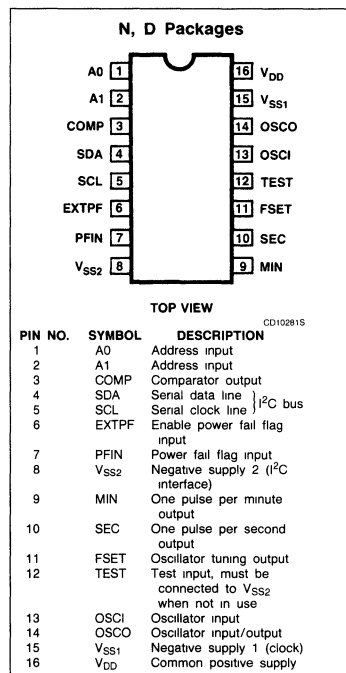 N, D Packages
A0 1 16 VDD
A1 2 15 VSS1
COMP 3 14 OSCO
SDA 4 13 OSCI
SCL 5 12 TEST
EXTPF 6 11 FSET
PFIN 7 10 SEC
VSS2 8 9 MIN
TOP VIEW
CD10281S
PIN NO. SYMBOL DESCRIPTION
1 A0 Address input
2 A1 Address input
3 COMP Comparator output
4 SDA Serial data line
5 SCL Serial clock line } I²C bus
6 EXTPF Enable power fail flag
input
7 PFIN Power fail flag input
8 VSS2 Negative supply 2 (I²C
interface)
9 MIN One pulse per minute
output
10 SEC One pulse per second
output
11 FSET Oscillator tuning output
12 TEST Test input, must be
connected to VSS2
when not in use
13 OSCI Oscillator input
14 OSCO Oscillator input/output
15 VSS1 Negative supply 1 (clock)
16 VDD Common positive supply